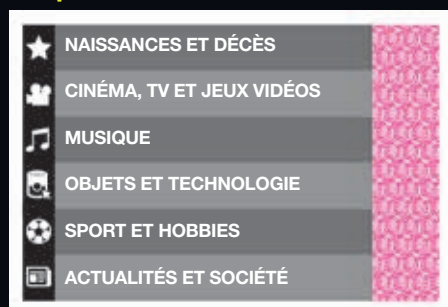 NAISSANCES ET DÉCÈS
CINÉMA, TV ET JEUX VIDÉOS
MUSIQUE
OBJETS ET TECHNOLOGIE
SPORT ET HOBBIES
ACTUALITÉS ET SOCIÉTÉ